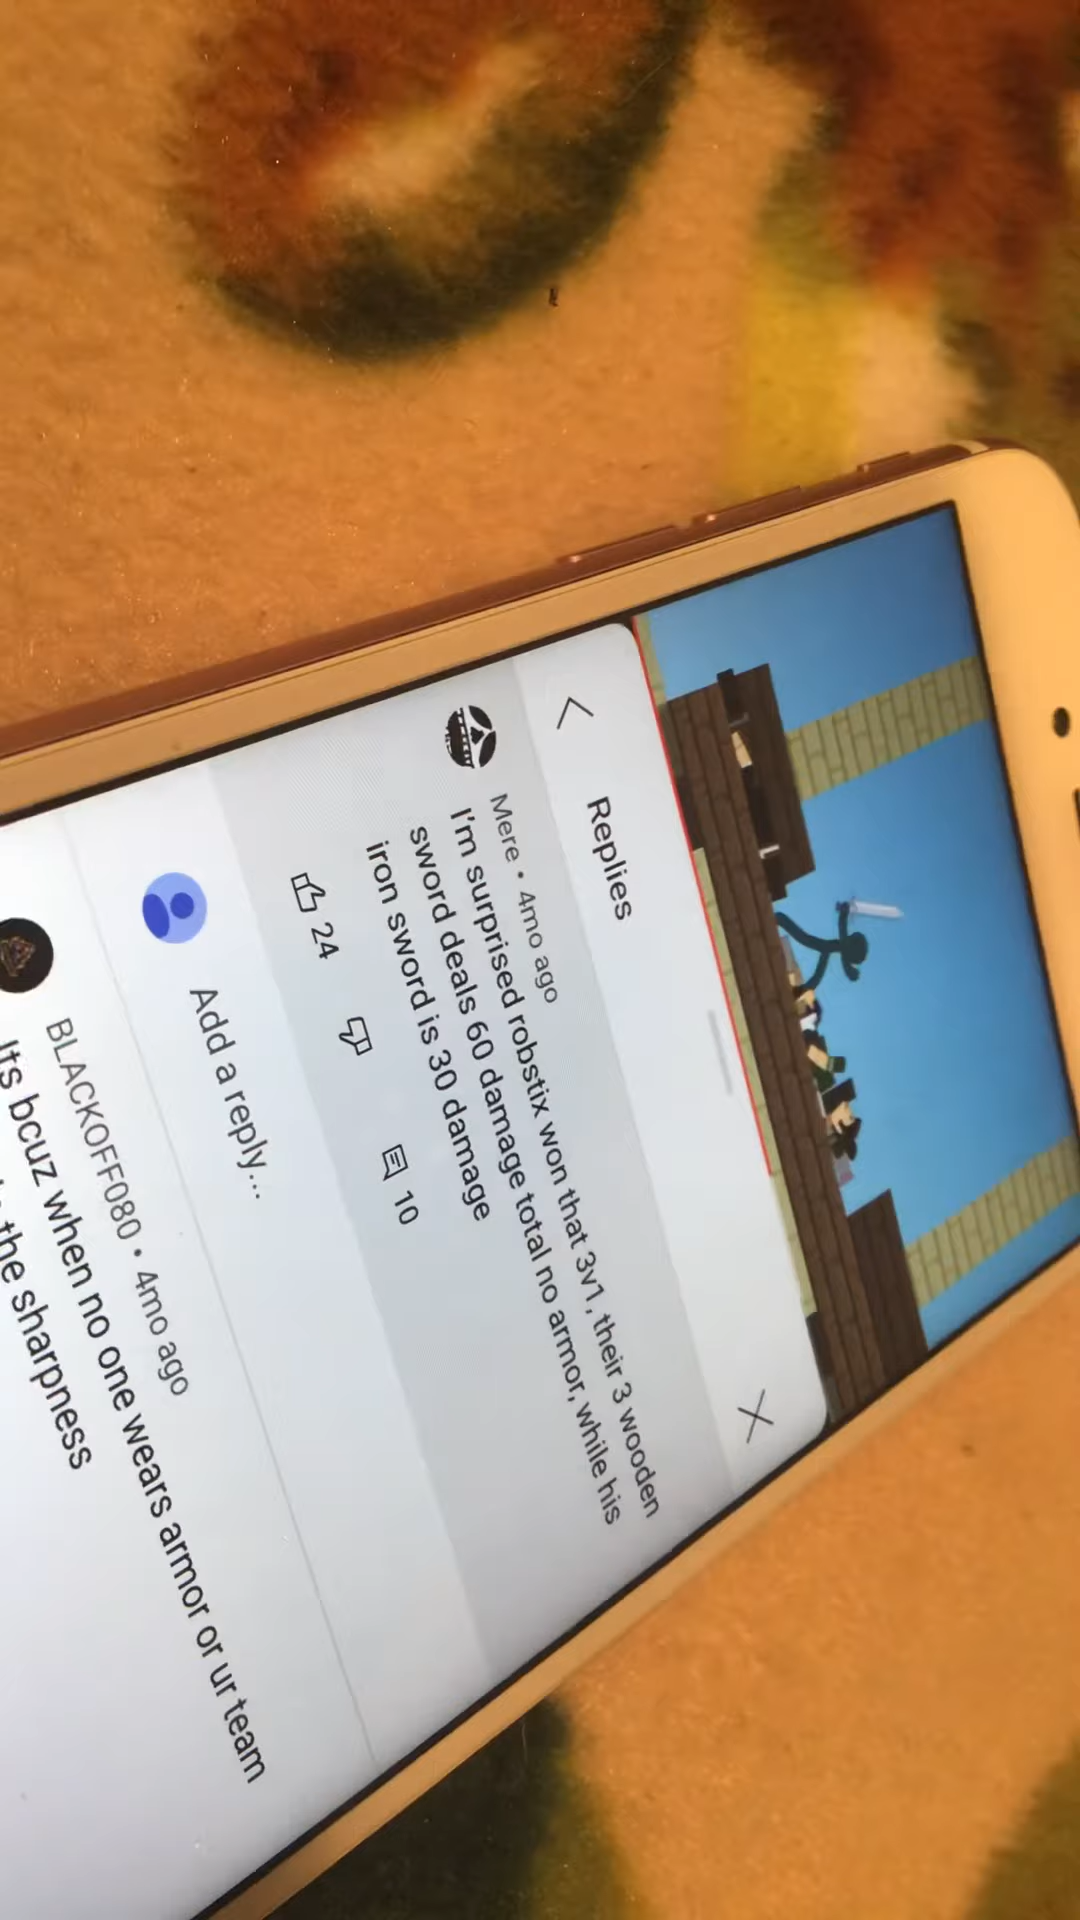 Replies
Mere • 4mo ago
I'm surprised robstix won that 3v1, their 3 wooden
sword deals 60 damage total no armor, while his
iron sword is 30 damage
24
10
Add a reply...
BLACKOFF080 • 4mo ago
Its bcuz when no one wears armor or ur team
the sharpness